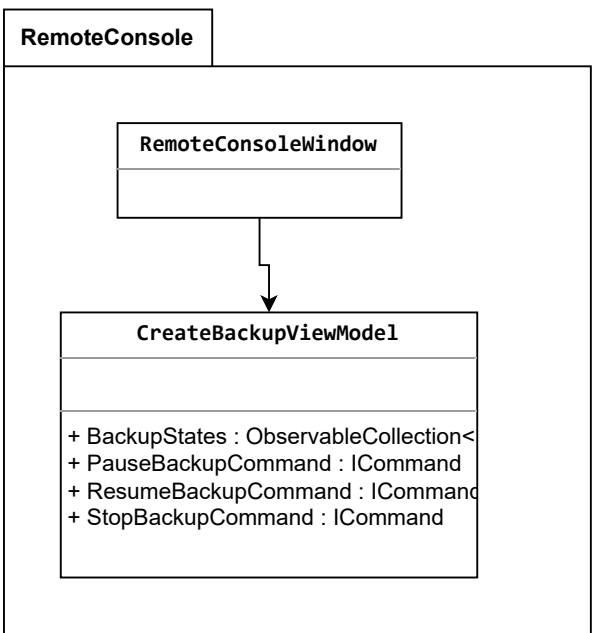 RemoteConsole
RemoteConsoleWindow
CreateBackupViewModel
+ BackupStates : ObservableCollection<
+ PauseBackupCommand : ICommand
+ ResumeBackupCommand : ICommand
+ StopBackupCommand : ICommand